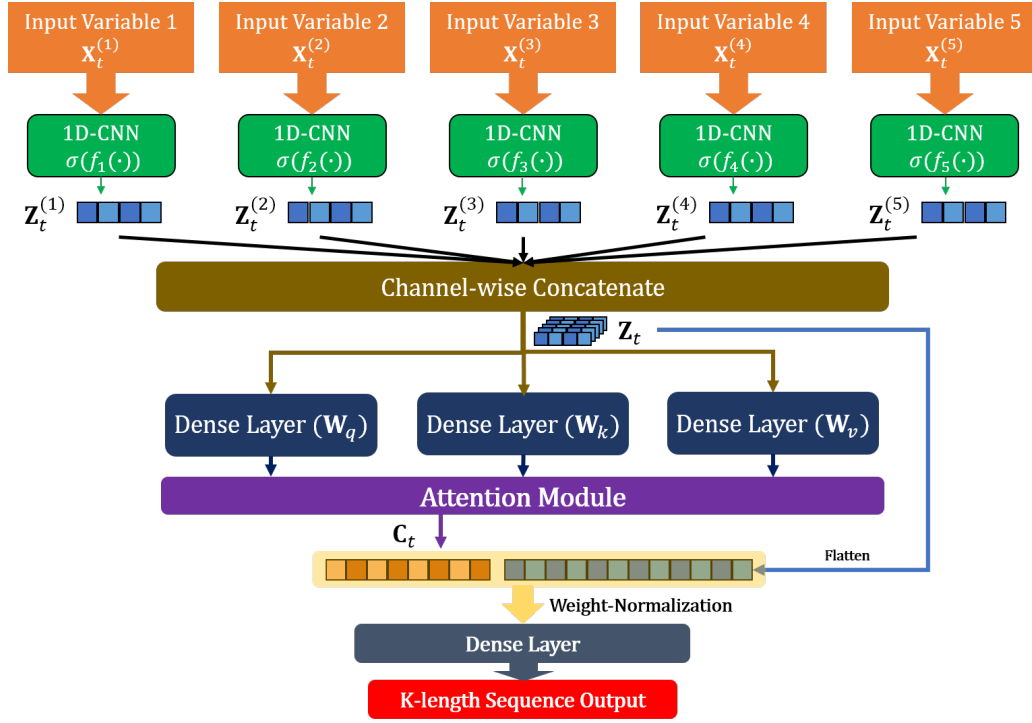 Input Variable 1
X_t^(1)
Input Variable 2
X_t^(2)
Input Variable 3
X_t^(3)
Input Variable 4
X_t^(4)
Input Variable 5
X_t^(5)
1D-CNN
σ(f_1(·))
1D-CNN
σ(f_2(·))
1D-CNN
σ(f_3(·))
1D-CNN
σ(f_4(·))
1D-CNN
σ(f_5(·))
Z_t^(1)
Z_t^(2)
Z_t^(3)
Z_t^(4)
Z_t^(5)
Channel-wise Concatenate
Z_t
Dense Layer (W_q)
Dense Layer (W_k)
Dense Layer (W_v)
Attention Module
C_t
Flatten
Weight-Normalization
Dense Layer
K-length Sequence Output